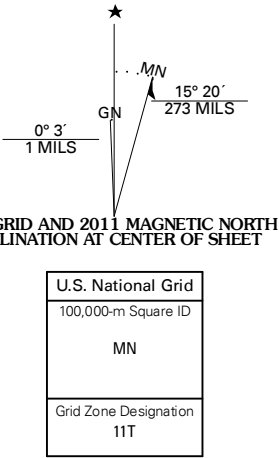 MN
15° 20´
273 MILS
GN
0° 3´
1 MILS
GRID AND 2011 MAGNETIC NORTH
LINATION AT CENTER OF SHEET
U.S. National Grid
100,000-m Square ID
MN
Grid Zone Designation
11T